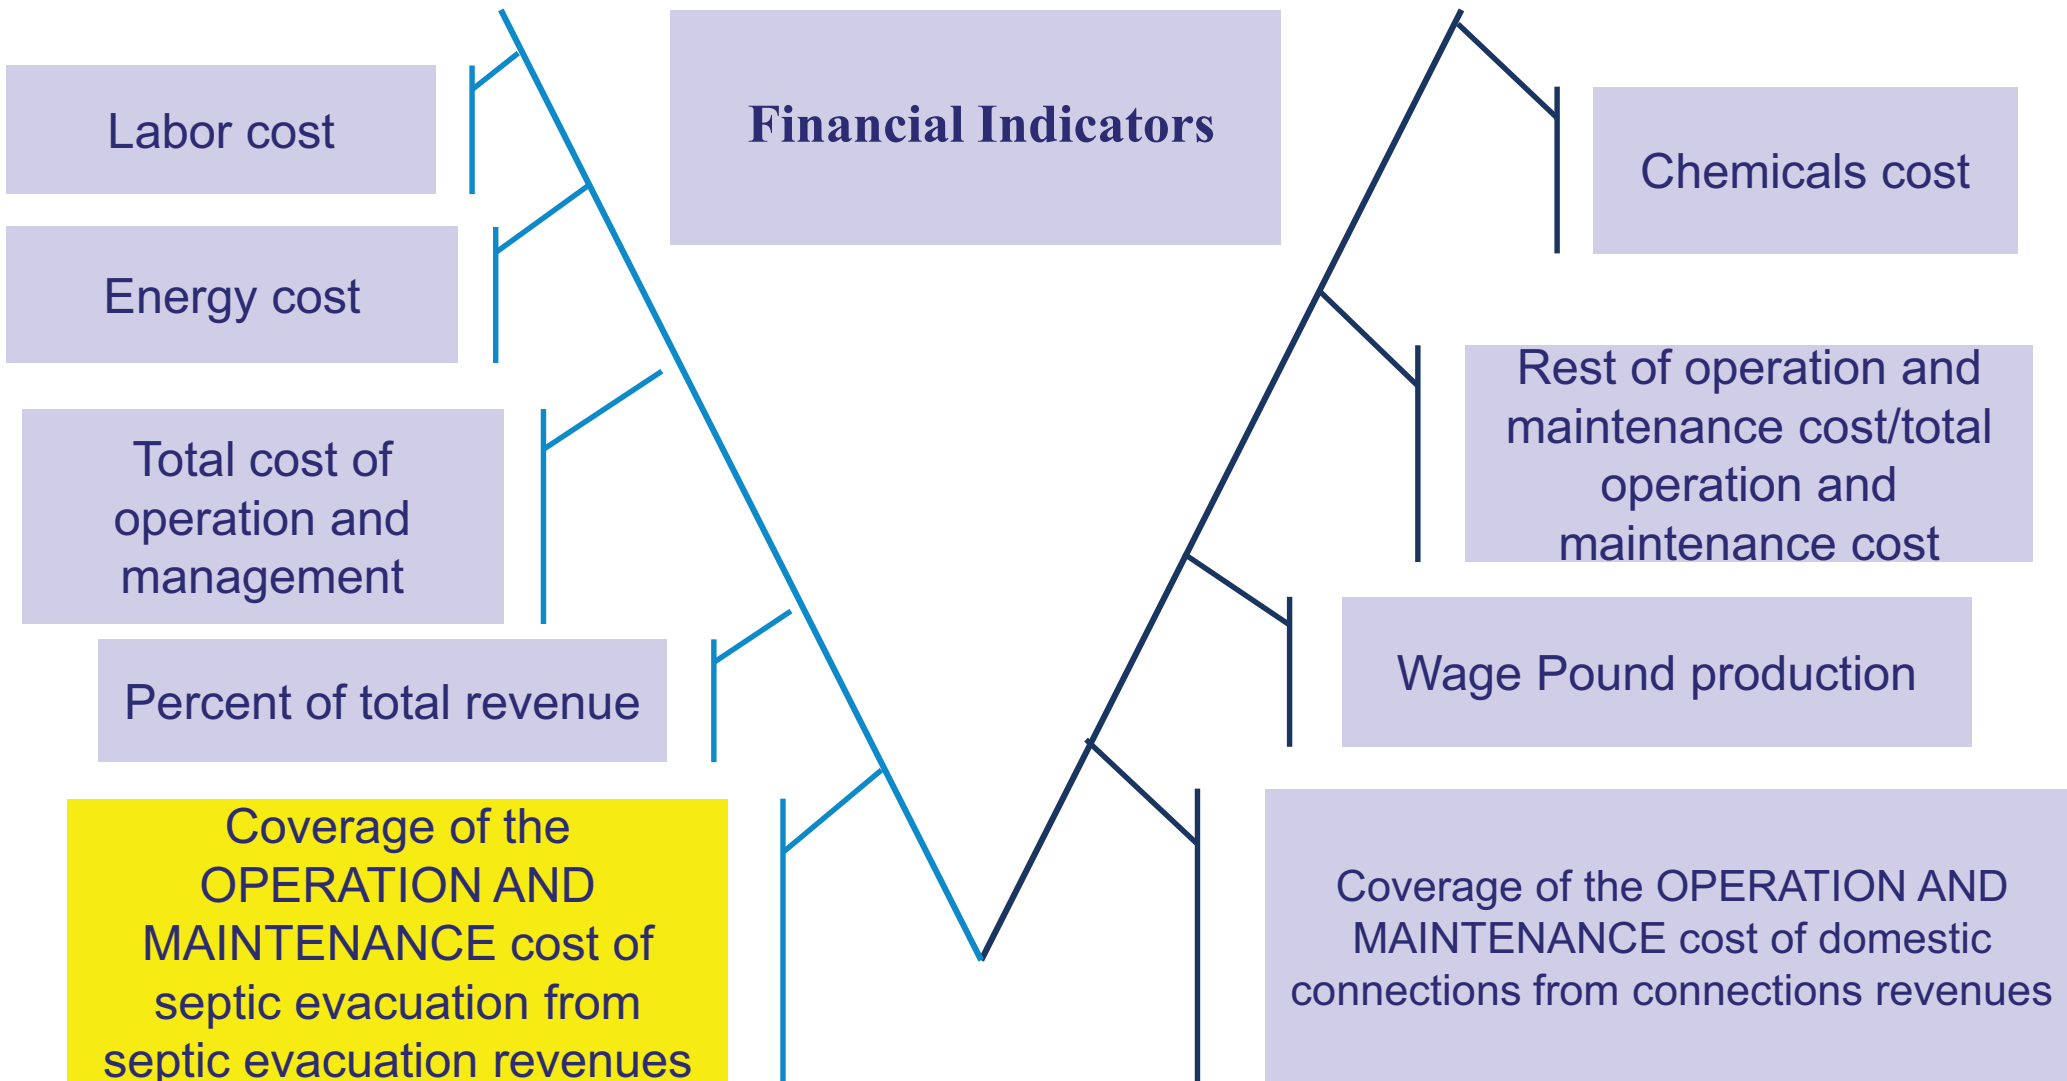 Financial Indicators
Labor cost
Energy cost
Total cost of
operation and
management
Percent of total revenue
Coverage of the
OPERATION AND
MAINTENANCE cost of
septic evacuation from
septic evacuation revenues
Chemicals cost
Rest of operation and
maintenance cost/total
operation and
maintenance cost
Wage Pound production
Coverage of the OPERATION AND
MAINTENANCE cost of domestic
connections from connections revenues